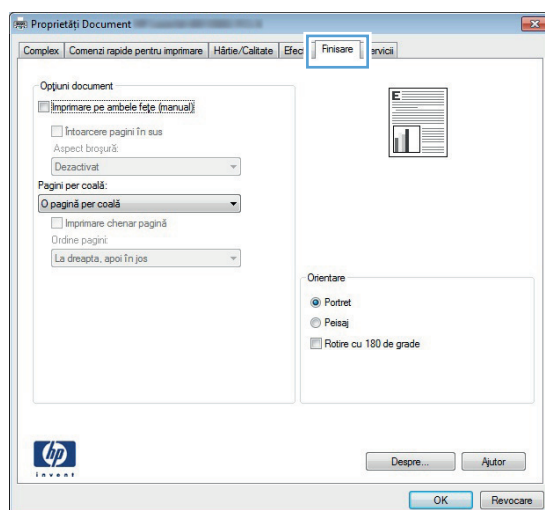 Proprietăți Document
Complex Comenzi rapide pentru imprimare Hârtie/Calitate Efect Finisare ervicii
Opțiuni document
Imprimare pe ambele fețe (manual)
Întoarcere pagini în sus
Aspect broșură:
Dezactivat
Pagini per coală:
O pagină per coală
Imprimare chenar pagină
Ordine pagini:
La dreapta, apoi în jos
E
Orientare
Portret
Peisaj
Rotire cu 180 de grade
hp
invent
Despre... Ajutor
OK Revocare